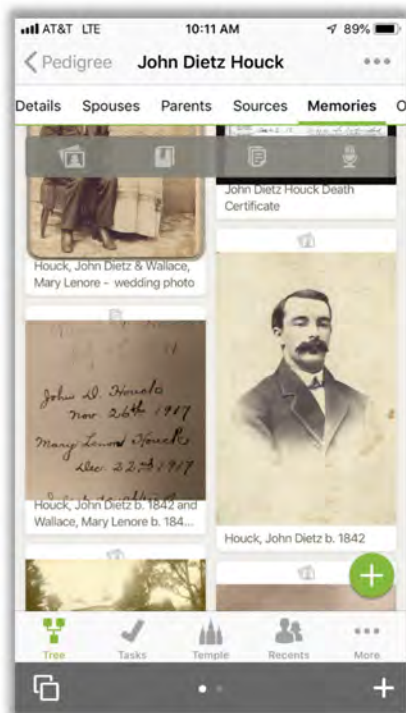 AT&T LTE 10:11 AM 89%
Pedigree John Dietz Houck
Details Spouses Parents Sources Memories O
John Dietz Houck Death
Certificate
Houck, John Dietz & Wallace,
Mary Lenore - wedding photo
John D. Houck
Nov. 26th 1917
Mary Lenore Houck
Dec. 22nd 1917
Houck, John Dietz b. 1842 and
Wallace, Mary Lenore b. 184...
Houck, John Dietz b. 1842
Tree Tasks Temple Recents More